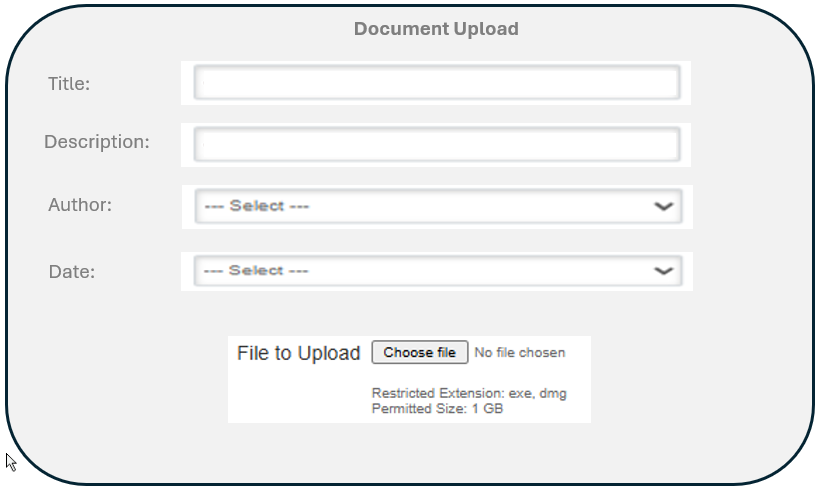 Document Upload
Title:
Description:
Author: --- Select ---
Date: --- Select ---
File to Upload Choose file No file chosen
Restricted Extension: exe, dmg
Permitted Size: 1 GB